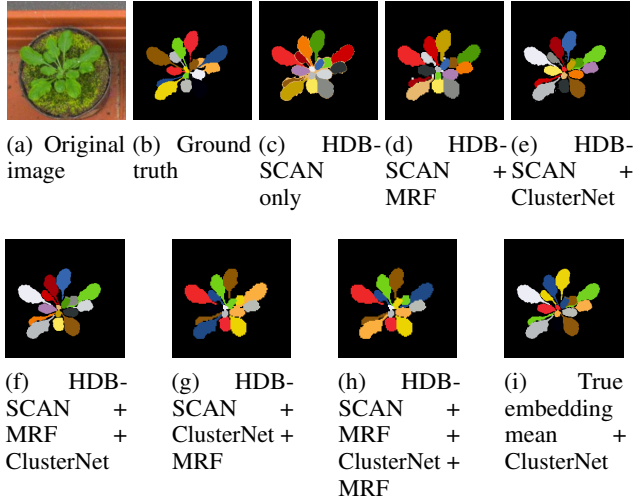 (a) Original
image
(b) Ground
truth
(c) HDB-
SCAN
only
(d) HDB-
SCAN +
MRF
(e) HDB-
SCAN +
ClusterNet
(f) HDB-
SCAN +
MRF +
ClusterNet
(g) HDB-
SCAN +
ClusterNet +
MRF
(h) HDB-
SCAN +
MRF +
ClusterNet +
MRF
(i) True
embedding
mean +
ClusterNet